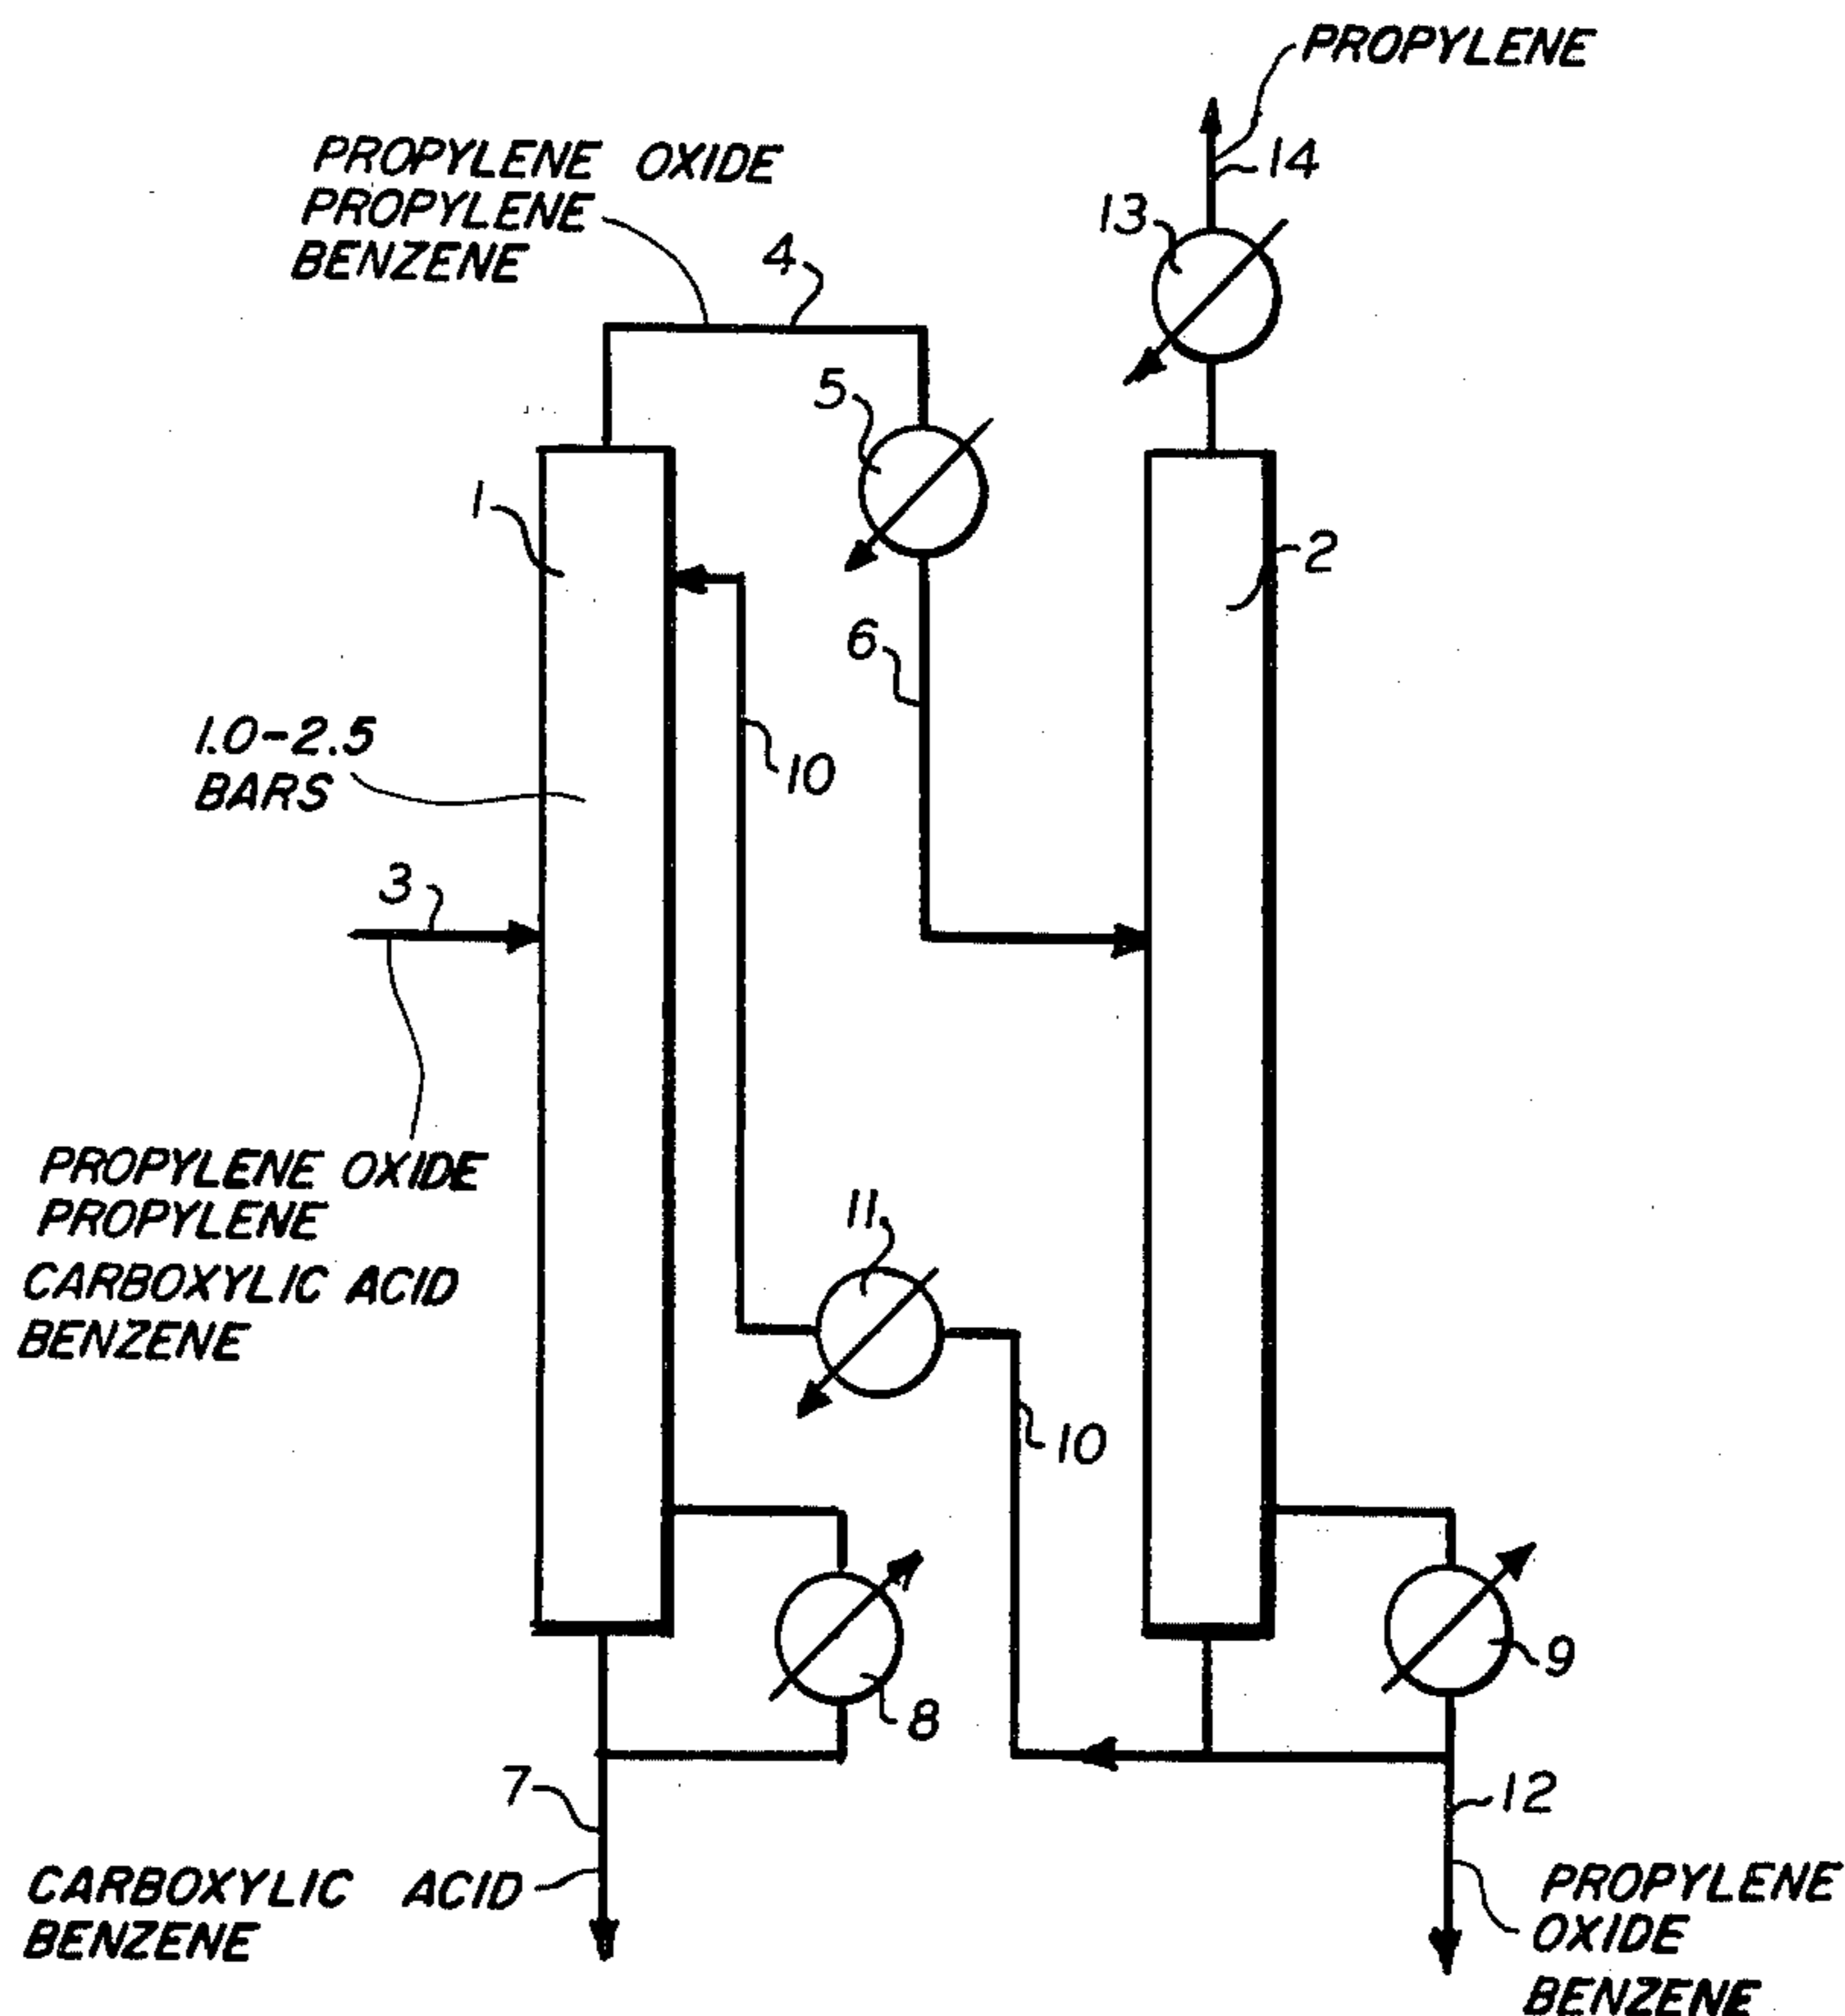 PROPYLENE
14
13
PROPYLENE OXIDE
PROPYLENE
BENZENE
4
5
1
2
6
1.0-2.5
BARS
10
3
PROPYLENE OXIDE
PROPYLENE
CARBOXYLIC ACID
BENZENE
11
10
9
8
7
12
CARBOXYLIC ACID
BENZENE
PROPYLENE
OXIDE
BENZENE